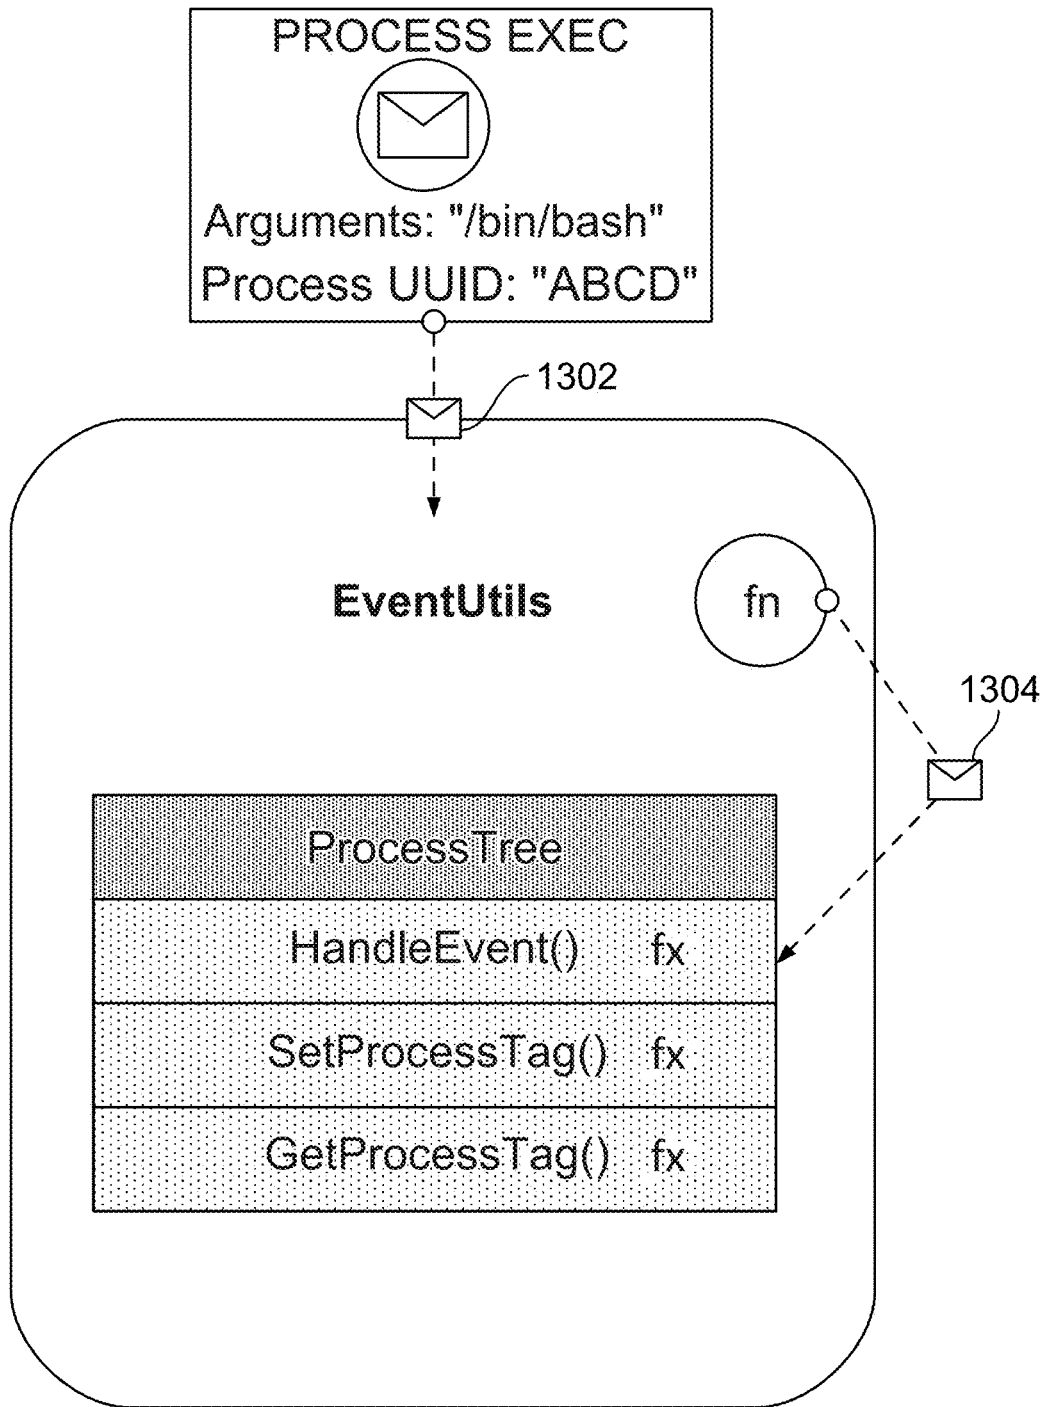 PROCESS EXEC
Arguments: "/bin/bash"
Process UUID: "ABCD"
1302
EventUtils
fn
1304
ProcessTree
HandleEvent() fx
SetProcessTag() fx
GetProcessTag() fx